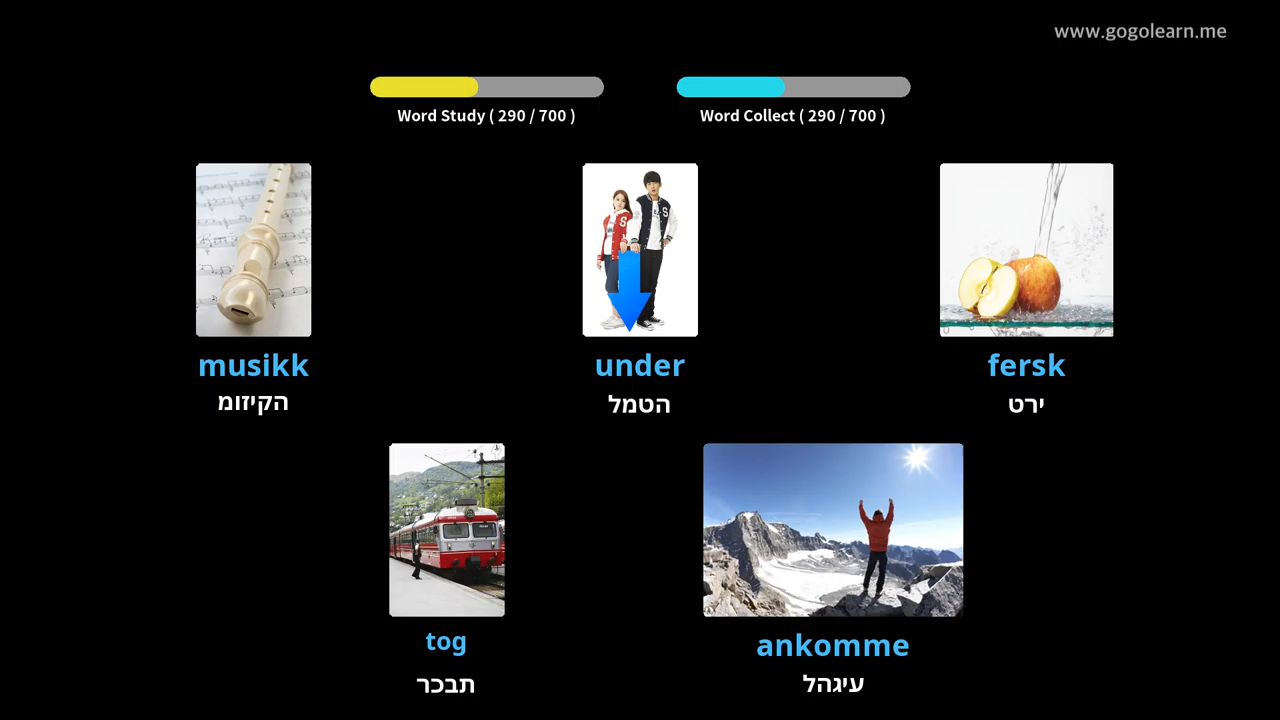 www.gogolearn.me
Word Study ( 290 / 700 )
Word Collect ( 290 / 700 )
musikk
הקיזומ
under
הטמל
fersk
ירט
tog
תבכר
ankomme
עיגהל